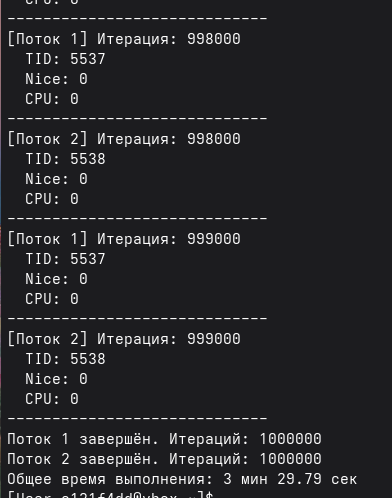 CPU: 0
----------------------------
[Поток 1] Итерация: 998000
TID: 5537
Nice: 0
CPU: 0
----------------------------
[Поток 2] Итерация: 998000
TID: 5538
Nice: 0
CPU: 0
----------------------------
[Поток 1] Итерация: 999000
TID: 5537
Nice: 0
CPU: 0
----------------------------
[Поток 2] Итерация: 999000
TID: 5538
Nice: 0
CPU: 0
----------------------------
Поток 1 завершён. Итераций: 1000000
Поток 2 завершён. Итераций: 1000000
Общее время выполнения: 3 мин 29.79 сек